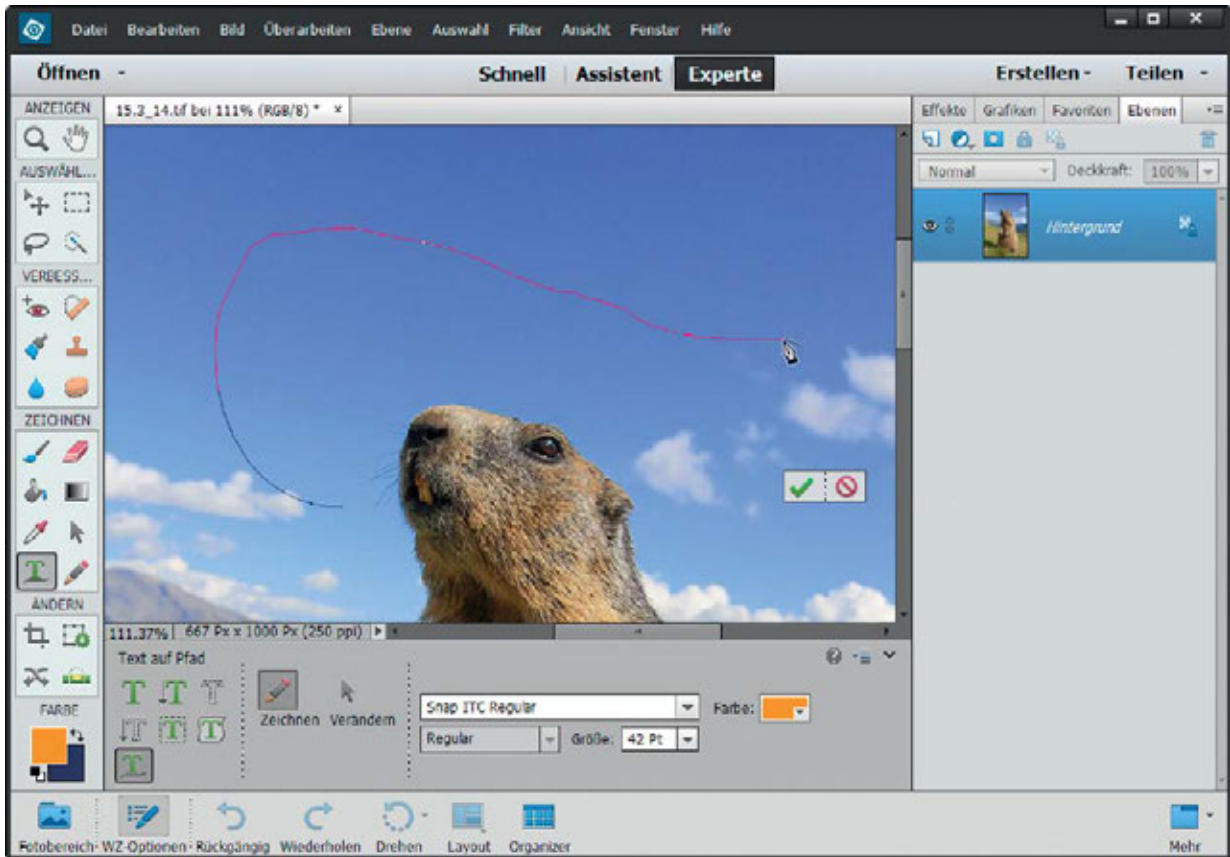 Datei Bearbeiten Bild Überarbeiten Ebene Auswahl Filter Ansicht Fenster Hilfe
Öffnen Schnell Assistent Experte Erstellen Teilen
ANZEIGEN
15.3_14.tif bei 111% (RGB/8) * ×
Effekte Grafiken Favoriten Ebenen
AUSWÄHL...
Normal Deckkraft: 100%
Hintergrund
VERBESS...
ZEICHNEN
ÄNDERN
111.37% 667 Px x 1000 Px (250 ppi)
Text auf Pfad
FARBE
Zeichnen Verändern
Snap ITC Regular Farbe:
Regular Größe: 42 Pt
Fotobereich WZ-Optionen Rückgängig Wiederholen Drehen Layout Organizer Mehr